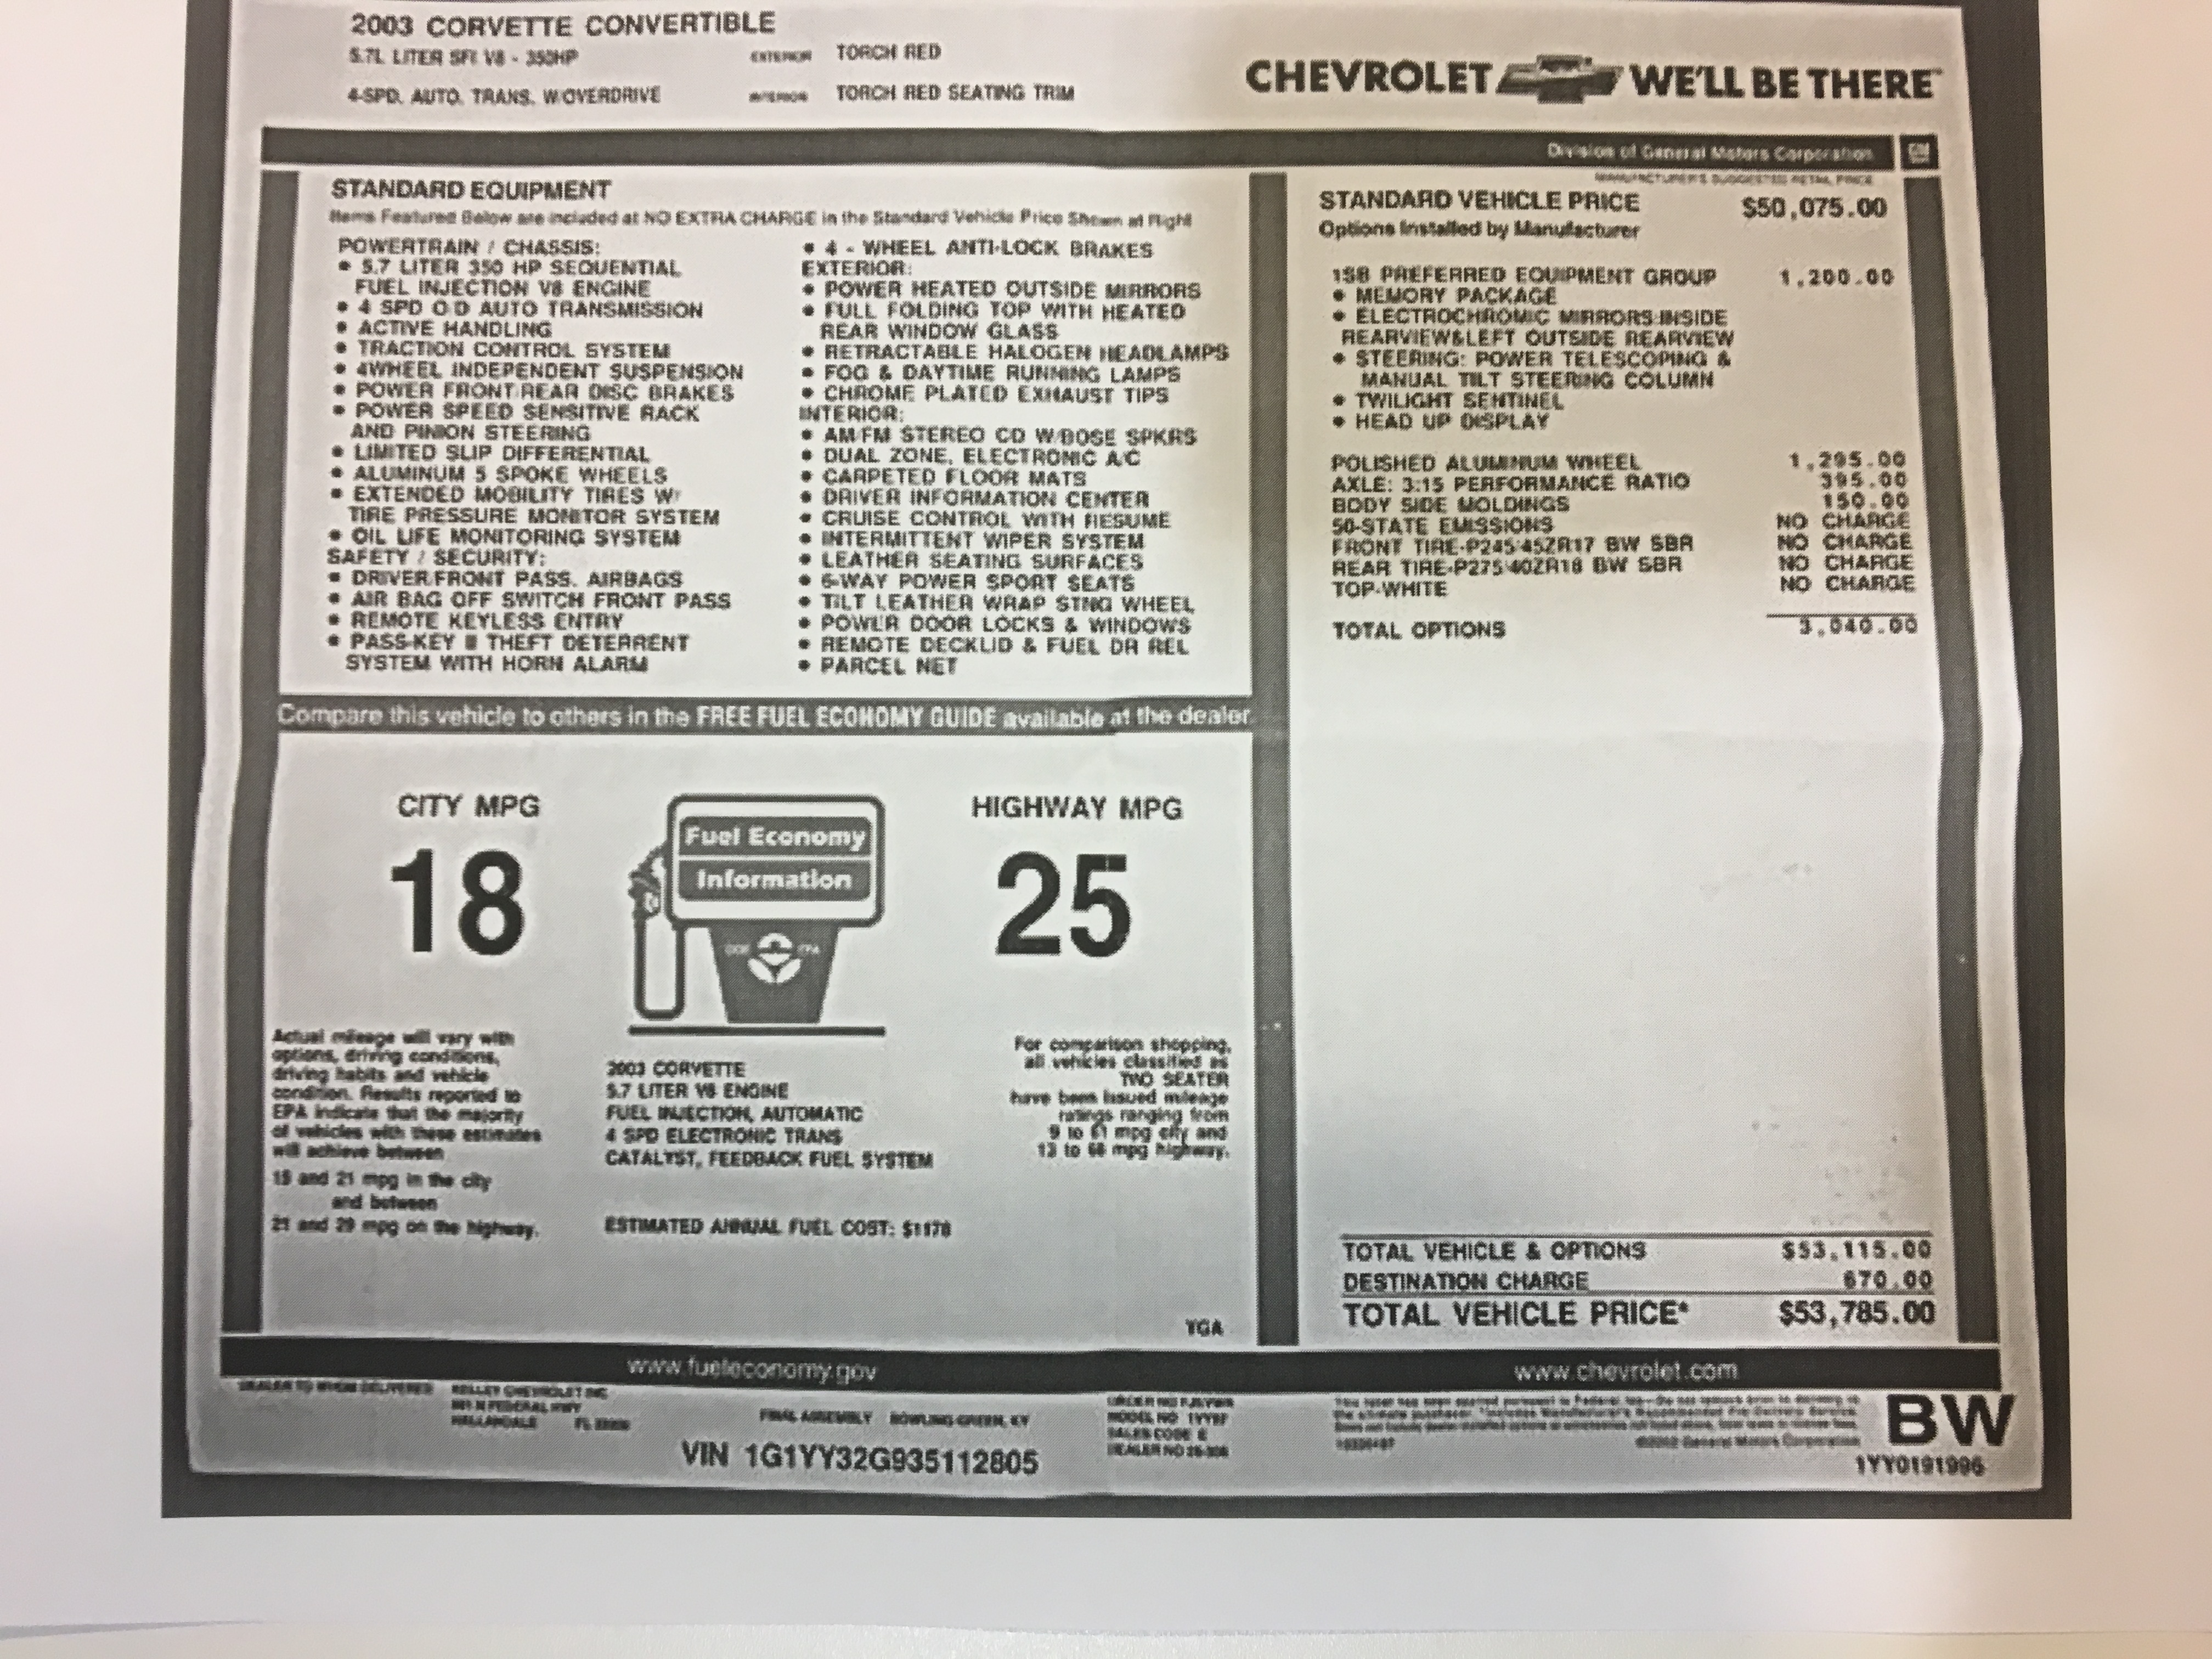 2003 CORVETTE CONVERTIBLE
5.7L LITER SFI V8 - 350HP
EXTERIOR TORCH RED
4-SPD. AUTO. TRANS. W/OVERDRIVE
INTERIOR TORCH RED SEATING TRIM
CHEVROLET WE'LL BE THERE
Division of General Motors Corporation
GM
STANDARD EQUIPMENT
Items Featured Below are included at NO EXTRA CHARGE in the Standard Vehicle Price Shown at Right
POWERTRAIN / CHASSIS:
• 5.7 LITER 350 HP SEQUENTIAL
FUEL INJECTION V8 ENGINE
• 4 SPD O/D AUTO TRANSMISSION
• ACTIVE HANDLING
• TRACTION CONTROL SYSTEM
• 4WHEEL INDEPENDENT SUSPENSION
• POWER FRONT/REAR DISC BRAKES
• POWER SPEED SENSITIVE RACK
AND PINION STEERING
• LIMITED SLIP DIFFERENTIAL
• ALUMINUM 5 SPOKE WHEELS
• EXTENDED MOBILITY TIRES W/
TIRE PRESSURE MONITOR SYSTEM
• OIL LIFE MONITORING SYSTEM
SAFETY / SECURITY:
• DRIVER/FRONT PASS. AIRBAGS
• AIR BAG OFF SWITCH FRONT PASS
• REMOTE KEYLESS ENTRY
• PASS-KEY II THEFT DETERRENT
SYSTEM WITH HORN ALARM
• 4 - WHEEL ANTI-LOCK BRAKES
EXTERIOR:
• POWER HEATED OUTSIDE MIRRORS
• FULL FOLDING TOP WITH HEATED
REAR WINDOW GLASS
• RETRACTABLE HALOGEN HEADLAMPS
• FOG & DAYTIME RUNNING LAMPS
• CHROME PLATED EXHAUST TIPS
INTERIOR:
• AM/FM STEREO CD W/BOSE SPKRS
• DUAL ZONE, ELECTRONIC A/C
• CARPETED FLOOR MATS
• DRIVER INFORMATION CENTER
• CRUISE CONTROL WITH RESUME
• INTERMITTENT WIPER SYSTEM
• LEATHER SEATING SURFACES
• 6-WAY POWER SPORT SEATS
• TILT LEATHER WRAP STNG WHEEL
• POWER DOOR LOCKS & WINDOWS
• REMOTE DECKLID & FUEL DR REL
• PARCEL NET
MANUFACTURER'S SUGGESTED RETAIL PRICE
STANDARD VEHICLE PRICE $50,075.00
Options Installed by Manufacturer
1SB PREFERRED EQUIPMENT GROUP 1,200.00
• MEMORY PACKAGE
• ELECTROCHROMIC MIRRORS:INSIDE
REARVIEW&LEFT OUTSIDE REARVIEW
• STEERING: POWER TELESCOPING &
MANUAL TILT STEERING COLUMN
• TWILIGHT SENTINEL
• HEAD UP DISPLAY
POLISHED ALUMINUM WHEEL 1,295.00
AXLE: 3:15 PERFORMANCE RATIO 395.00
BODY SIDE MOLDINGS 150.00
50-STATE EMISSIONS NO CHARGE
FRONT TIRE-P245/45ZR17 BW SBR NO CHARGE
REAR TIRE-P275/40ZR18 BW SBR NO CHARGE
TOP-WHITE NO CHARGE
TOTAL OPTIONS 3,040.00
Compare this vehicle to others in the FREE FUEL ECONOMY GUIDE available at the dealer.
CITY MPG
18
Fuel Economy
Information
DOE EPA
HIGHWAY MPG
25
Actual mileage will vary with
options, driving conditions,
driving habits and vehicle
condition. Results reported to
EPA indicate that the majority
of vehicles with these estimates
will achieve between
15 and 21 mpg in the city
and between
21 and 29 mpg on the highway.
2003 CORVETTE
5.7 LITER V8 ENGINE
FUEL INJECTION, AUTOMATIC
4 SPD ELECTRONIC TRANS
CATALYST, FEEDBACK FUEL SYSTEM
ESTIMATED ANNUAL FUEL COST: $1178
For comparison shopping,
all vehicles classified as
TWO SEATER
have been issued mileage
ratings ranging from
9 to 61 mpg city and
13 to 68 mpg highway.
YGA
TOTAL VEHICLE & OPTIONS $53,115.00
DESTINATION CHARGE 670.00
TOTAL VEHICLE PRICE* $53,785.00
www.fueleconomy.gov
www.chevrolet.com
DEALER TO WHOM DELIVERED KELLEY CHEVROLET INC
N FEDERAL HWY
HALLANDALE FL
FINAL ASSEMBLY BOWLING GREEN, KY
VIN 1G1YY32G935112805
ORDER NO
MODEL NO 1YY67
SALES CODE E
DEALER NO
©2002 General Motors Corporation
BW
1YY0191996